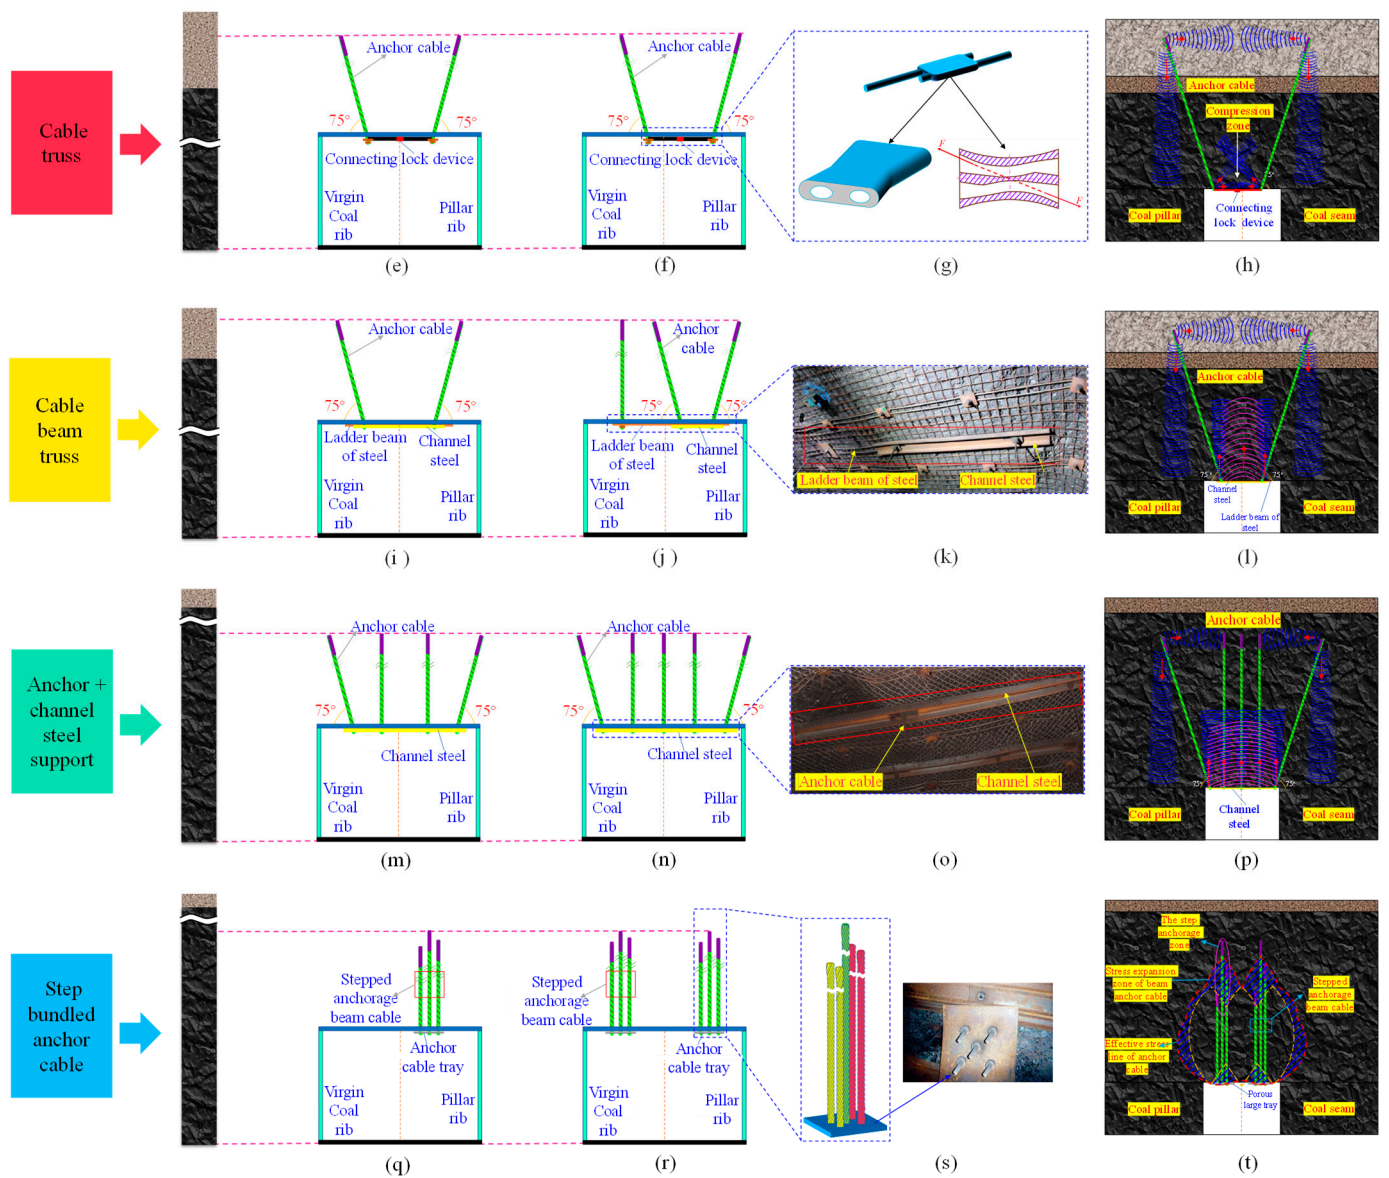 Cable
truss
Anchor cable
75°
75°
Connecting lock device
Virgin
Coal
rib
Pillar
rib
(e)
Anchor cable
75°
75°
Connecting lock device
Virgin
Coal
rib
Pillar
rib
(f)
F
F
(g)
Anchor cable
Compression
zone
75°
Connecting
lock device
Coal pillar
Coal seam
(h)
Cable
beam
truss
Anchor cable
75°
75°
Ladder beam
of steel
Channel
steel
Virgin
Coal
rib
Pillar
rib
(i )
Anchor
cable
75°
75°
Ladder beam
of steel
Channel
steel
Virgin
Coal
rib
Pillar
rib
(j )
Ladder beam of steel
Channel steel
(k)
Anchor cable
75°
75°
Channel
steel
Ladder beam of
steel
Coal pillar
Coal seam
(l)
Anchor +
channel
steel
support
Anchor cable
75°
75°
Channel steel
Virgin
Coal
rib
Pillar
rib
(m)
Anchor cable
75°
75°
Channel steel
Virgin
Coal
rib
Pillar
rib
(n)
Anchor cable
Channel steel
(o)
Anchor cable
75°
75°
Channel
steel
Coal pillar
Coal seam
(p)
Step
bundled
anchor
cable
Stepped
anchorage
beam cable
Anchor
cable tray
Virgin
Coal
rib
Pillar
rib
(q)
Stepped
anchorage
beam cable
Anchor
cable tray
Virgin
Coal
rib
Pillar
rib
(r)
(s)
The step
anchorage
zone
Stress expansion
zone of beam
anchor cable
Stepped
anchorage
beam cable
Effective stress
line of anchor
cable
Porous
large tray
Coal pillar
Coal seam
(t)